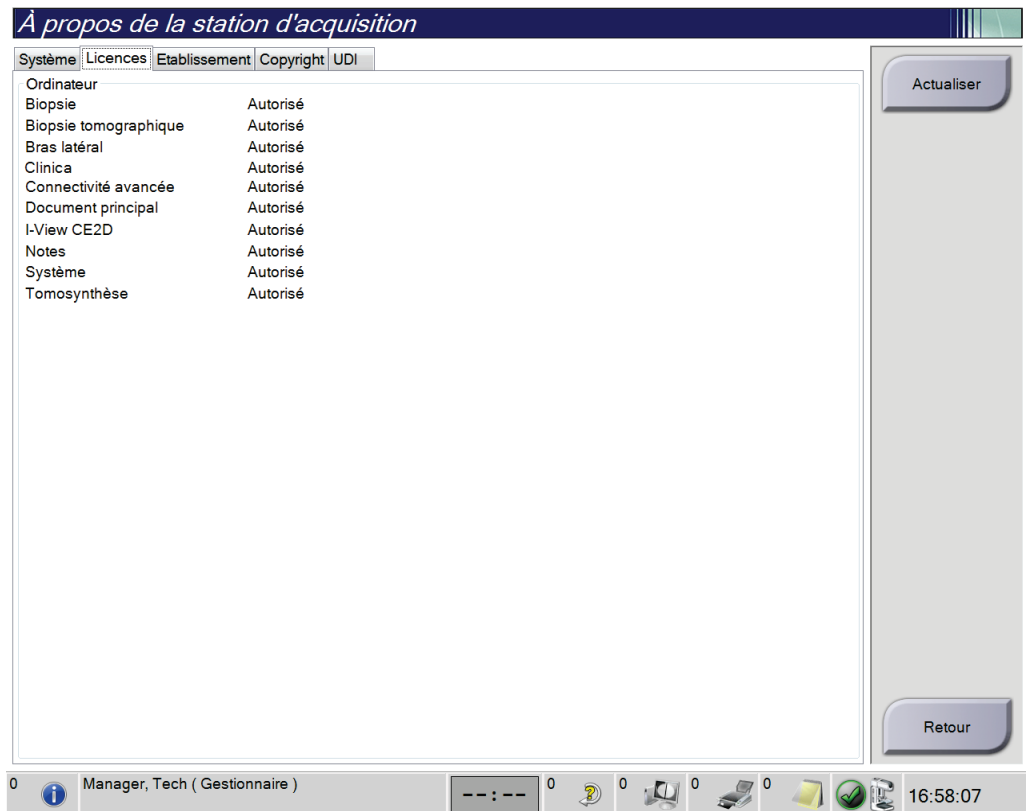 À propos de la station d'acquisition
Système Licences Etablissement Copyright UDI
Actualiser
Ordinateur
Biopsie Autorisé
Biopsie tomographique Autorisé
Bras latéral Autorisé
Clinica Autorisé
Connectivité avancée Autorisé
Document principal Autorisé
I-View CE2D Autorisé
Notes Autorisé
Système Autorisé
Tomosynthèse Autorisé
Retour
0 Manager, Tech ( Gestionnaire ) --:-- 0 0 0 0 16:58:07